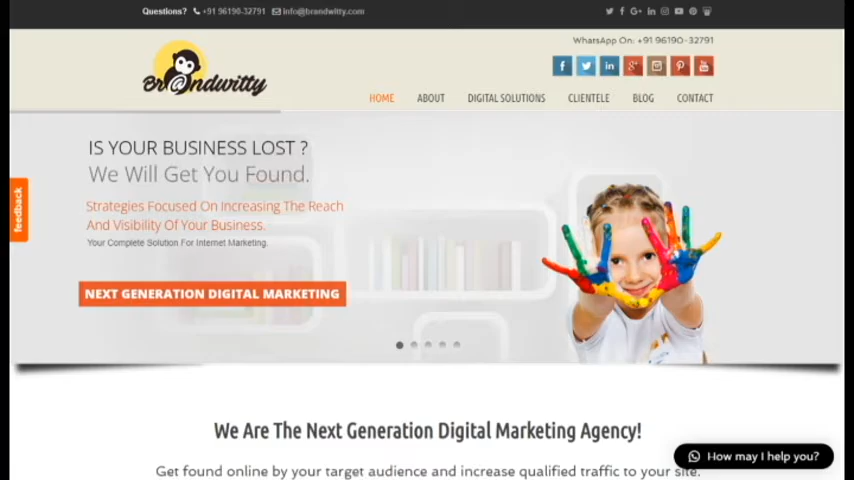 Questions? +91 96190-32791 info@brandwitty.com
WhatsApp On: +91 96190-32791
Br@ndwitty
HOME ABOUT DIGITAL SOLUTIONS CLIENTELE BLOG CONTACT
IS YOUR BUSINESS LOST ?
We Will Get You Found.
Strategies Focused On Increasing The Reach
And Visibility Of Your Business.
Your Complete Solution For Internet Marketing.
NEXT GENERATION DIGITAL MARKETING
feedback
We Are The Next Generation Digital Marketing Agency!
How may I help you?
Get found online by your target audience and increase qualified traffic to your site.